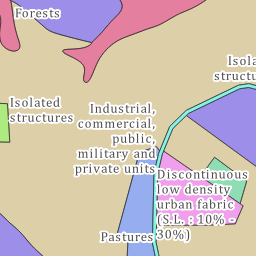 Forests
Isola
structu
Isolated
structures
Industrial,
commercial,
public,
military and
private units
Discontinuous
low density
urban fabric
(S.L. : 10% -
30%)
Pastures